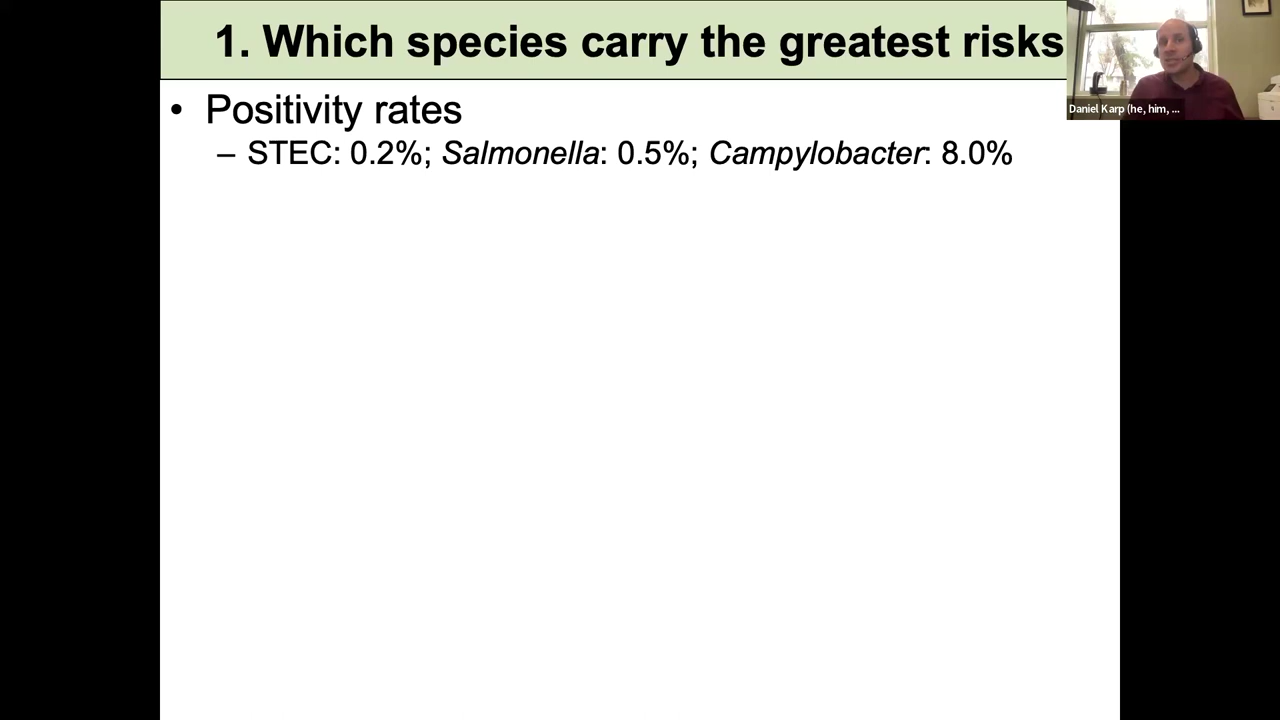 1. Which species carry the greatest risks
• Positivity rates
– STEC: 0.2%; Salmonella: 0.5%; Campylobacter: 8.0%
Daniel Karp (he, him, ...